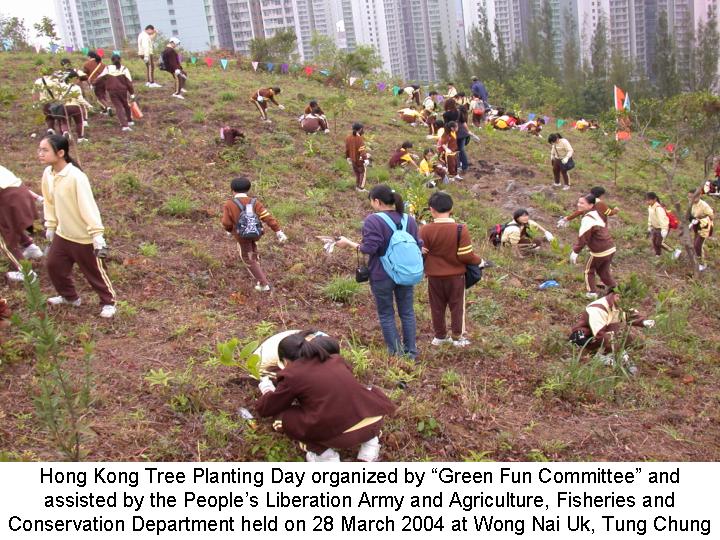 Hong Kong Tree Planting Day organized by “Green Fun Committee” and
assisted by the People’s Liberation Army and Agriculture, Fisheries and
Conservation Department held on 28 March 2004 at Wong Nai Uk, Tung Chung